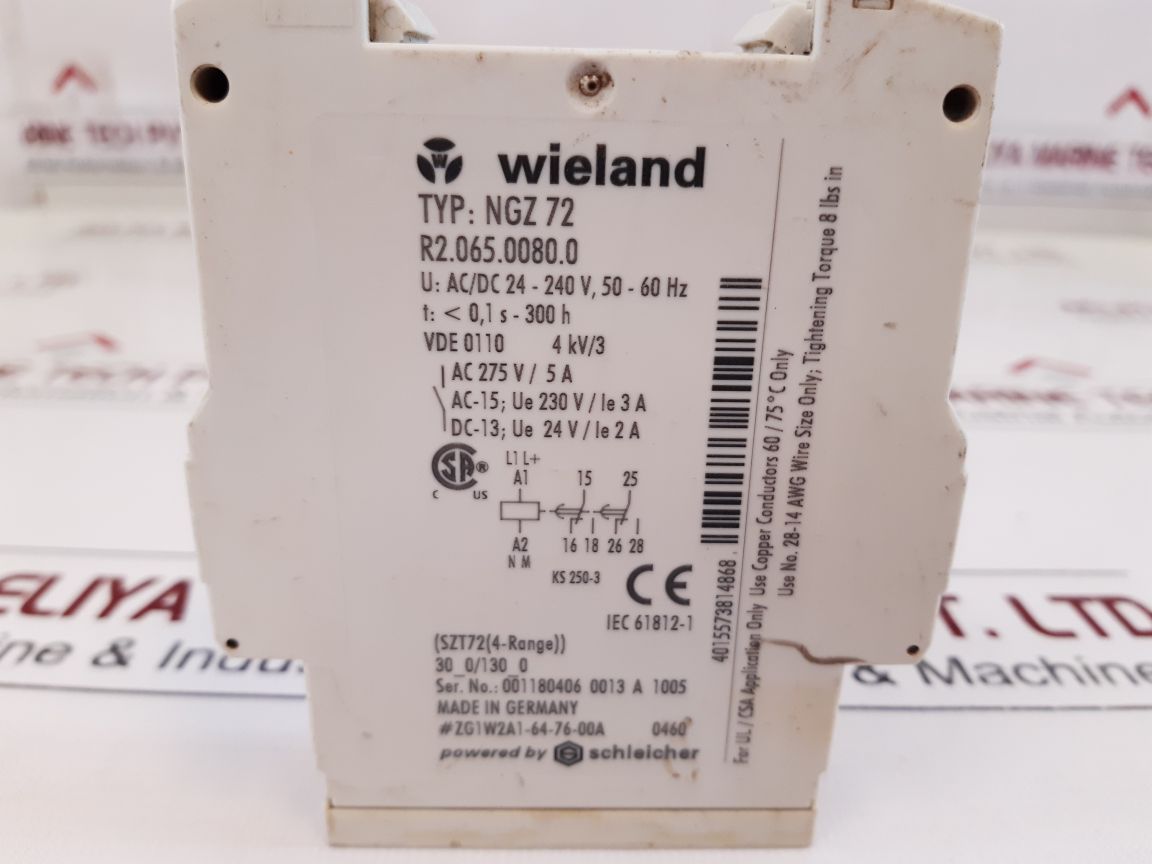 wieland
TYP: NGZ 72
R2.065.0080.0
U: AC/DC 24 - 240 V, 50 - 60 Hz
t: < 0,1 s - 300 h
VDE 0110 4 kV/3
AC 275 V / 5 A
AC-15; Ue 230 V / Ie 3 A
DC-13; Ue 24 V / Ie 2 A
CSA®
C US
L1 L+
A1 15 25
A2 16 18 26 28
N M
KS 250-3
CE
IEC 61812-1
(SZT72(4-Range))
30_0/130_0
Ser. No.: 001180406 0013 A 1005
MADE IN GERMANY
#ZG1W2A1-64-76-00A 0460
powered by schleicher
4015573814868
For UL / CSA Application Only Use Copper Conductors 60 / 75°C Only
Use No. 28-14 AWG Wire Size Only; Tightening Torque 8 lbs in
ELIYA
T. LTD
& Machine